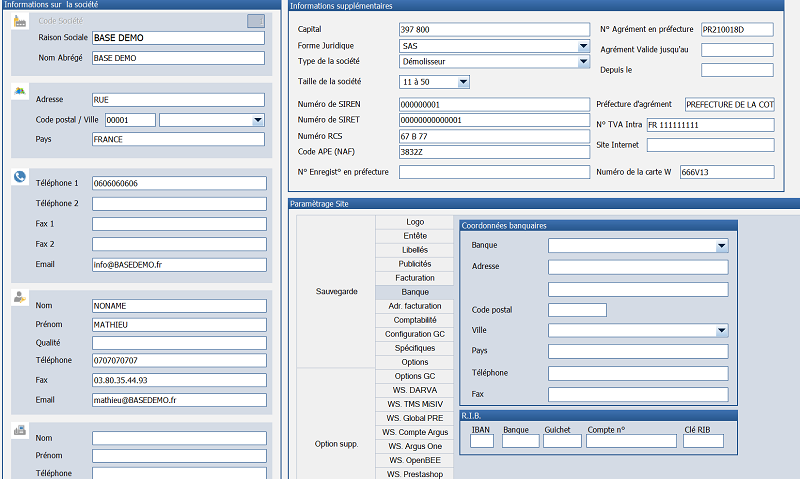 Informations sur la société
Code Société
Raison Sociale BASE DEMO
Nom Abrégé BASE DEMO
Adresse RUE
Code postal / Ville 00001
Pays FRANCE
Téléphone 1 0606060606
Téléphone 2
Fax 1
Fax 2
Email info@BASEDEMO.fr
Nom NONAME
Prénom MATHIEU
Qualité
Téléphone 0707070707
Fax 03.80.35.44.93
Email mathieu@BASEDEMO.fr
Nom
Prénom
Téléphone
Informations supplémentaires
Capital 397 800
Forme Juridique SAS
Type de la société Démolisseur
Taille de la société 11 à 50
Numéro de SIREN 000000001
Numéro de SIRET 00000000000001
Numéro RCS 67 B 77
Code APE (NAF) 3832Z
N° Enregist° en préfecture
N° Agrément en préfecture PR210018D
Agrément Valide jusqu'au
Depuis le
Préfecture d'agrément PREFECTURE DE LA COT
N° TVA Intra FR 111111111
Site Internet
Numéro de la carte W 666V13
Paramètrage Site
Sauvegarde
Option supp.
Logo
Entête
Libellés
Publicités
Facturation
Banque
Adr. facturation
Comptabilité
Configuration GC
Spécifiques
Options
Options GC
WS. DARVA
WS. TMS MiSIV
WS. Global PRE
WS. Compte Argus
WS. Argus One
WS. OpenBEE
WS. Prestashop
Coordonnées banquaires
Banque
Adresse
Code postal
Ville
Pays
Téléphone
Fax
R.I.B.
IBAN Banque Guichet Compte n° Clé RIB